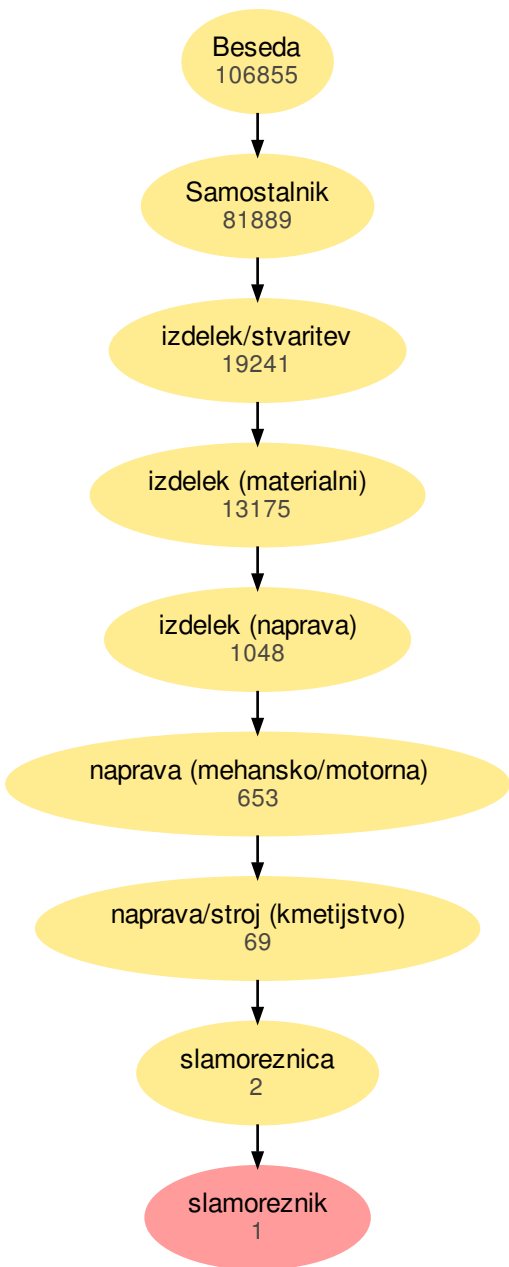 Beseda
106855
Samostalnik
81889
izdelek/stvaritev
19241
izdelek (materialni)
13175
izdelek (naprava)
1048
naprava (mehansko/motorna)
653
naprava/stroj (kmetijstvo)
69
slamoreznica
2
slamoreznik
1